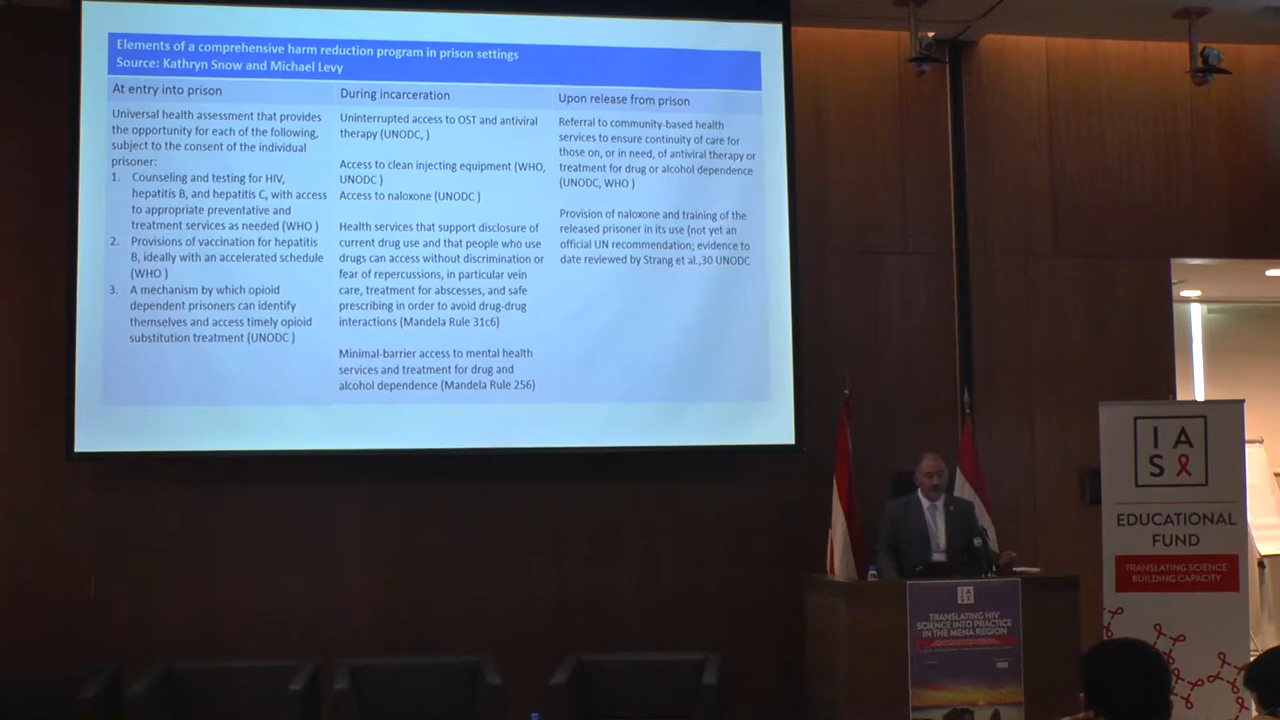 Elements of a comprehensive harm reduction program in prison settings
Source: Kathryn Snow and Michael Levy
At entry into prison
Universal health assessment that provides
the opportunity for each of the following,
subject to the consent of the individual
prisoner:
1. Counseling and testing for HIV,
hepatitis B, and hepatitis C, with access
to appropriate preventative and
treatment services as needed (WHO )
2. Provisions of vaccination for hepatitis
B, ideally with an accelerated schedule
(WHO )
3. A mechanism by which opioid
dependent prisoners can identify
themselves and access timely opioid
substitution treatment (UNODC )
During incarceration
Uninterrupted access to OST and antiviral
therapy (UNODC, )
Access to clean injecting equipment (WHO,
UNODC )
Access to naloxone (UNODC )
Health services that support disclosure of
current drug use and that people who use
drugs can access without discrimination or
fear of repercussions, in particular vein
care, treatment for abscesses, and safe
prescribing in order to avoid drug-drug
interactions (Mandela Rule 31c6)
Minimal-barrier access to mental health
services and treatment for drug and
alcohol dependence (Mandela Rule 256)
Upon release from prison
Referral to community-based health
services to ensure continuity of care for
those on, or in need, of antiviral therapy or
treatment for drug or alcohol dependence
(UNODC, WHO )
Provision of naloxone and training of the
released prisoner in its use (not yet an
official UN recommendation; evidence to
date reviewed by Strang et al.,30 UNODC
IAS
EDUCATIONAL
FUND
TRANSLATING SCIENCE
BUILDING CAPACITY
IAS
TRANSLATING HIV
SCIENCE INTO PRACTICE
IN THE MENA REGION